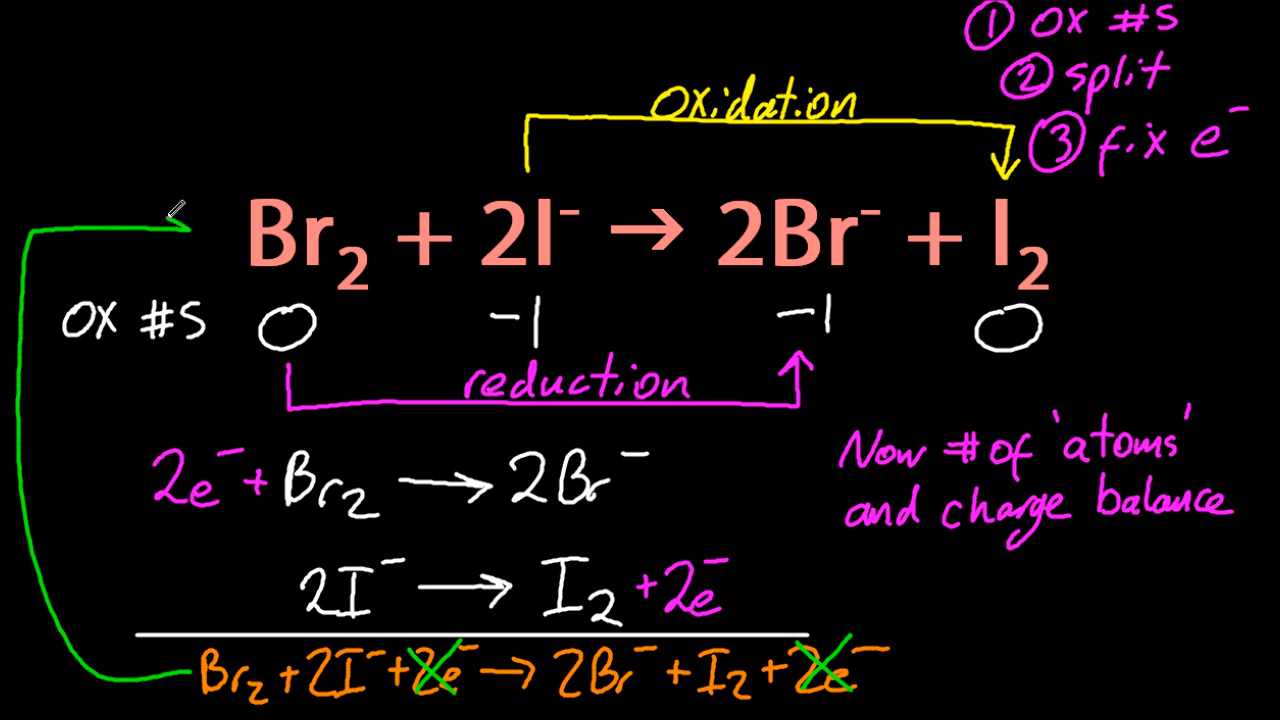 ① ox #s
② split
③ fix e⁻
oxidation
Br₂ + 2I⁻ → 2Br⁻ + I₂
ox #s 0 -1 -1 0
reduction
2e⁻ + Br₂ → 2Br⁻
Now # of 'atoms'
and charge balance
2I⁻ → I₂ + 2e⁻
Br₂ + 2I⁻ + 2e⁻ → 2Br⁻ + I₂ + 2e⁻